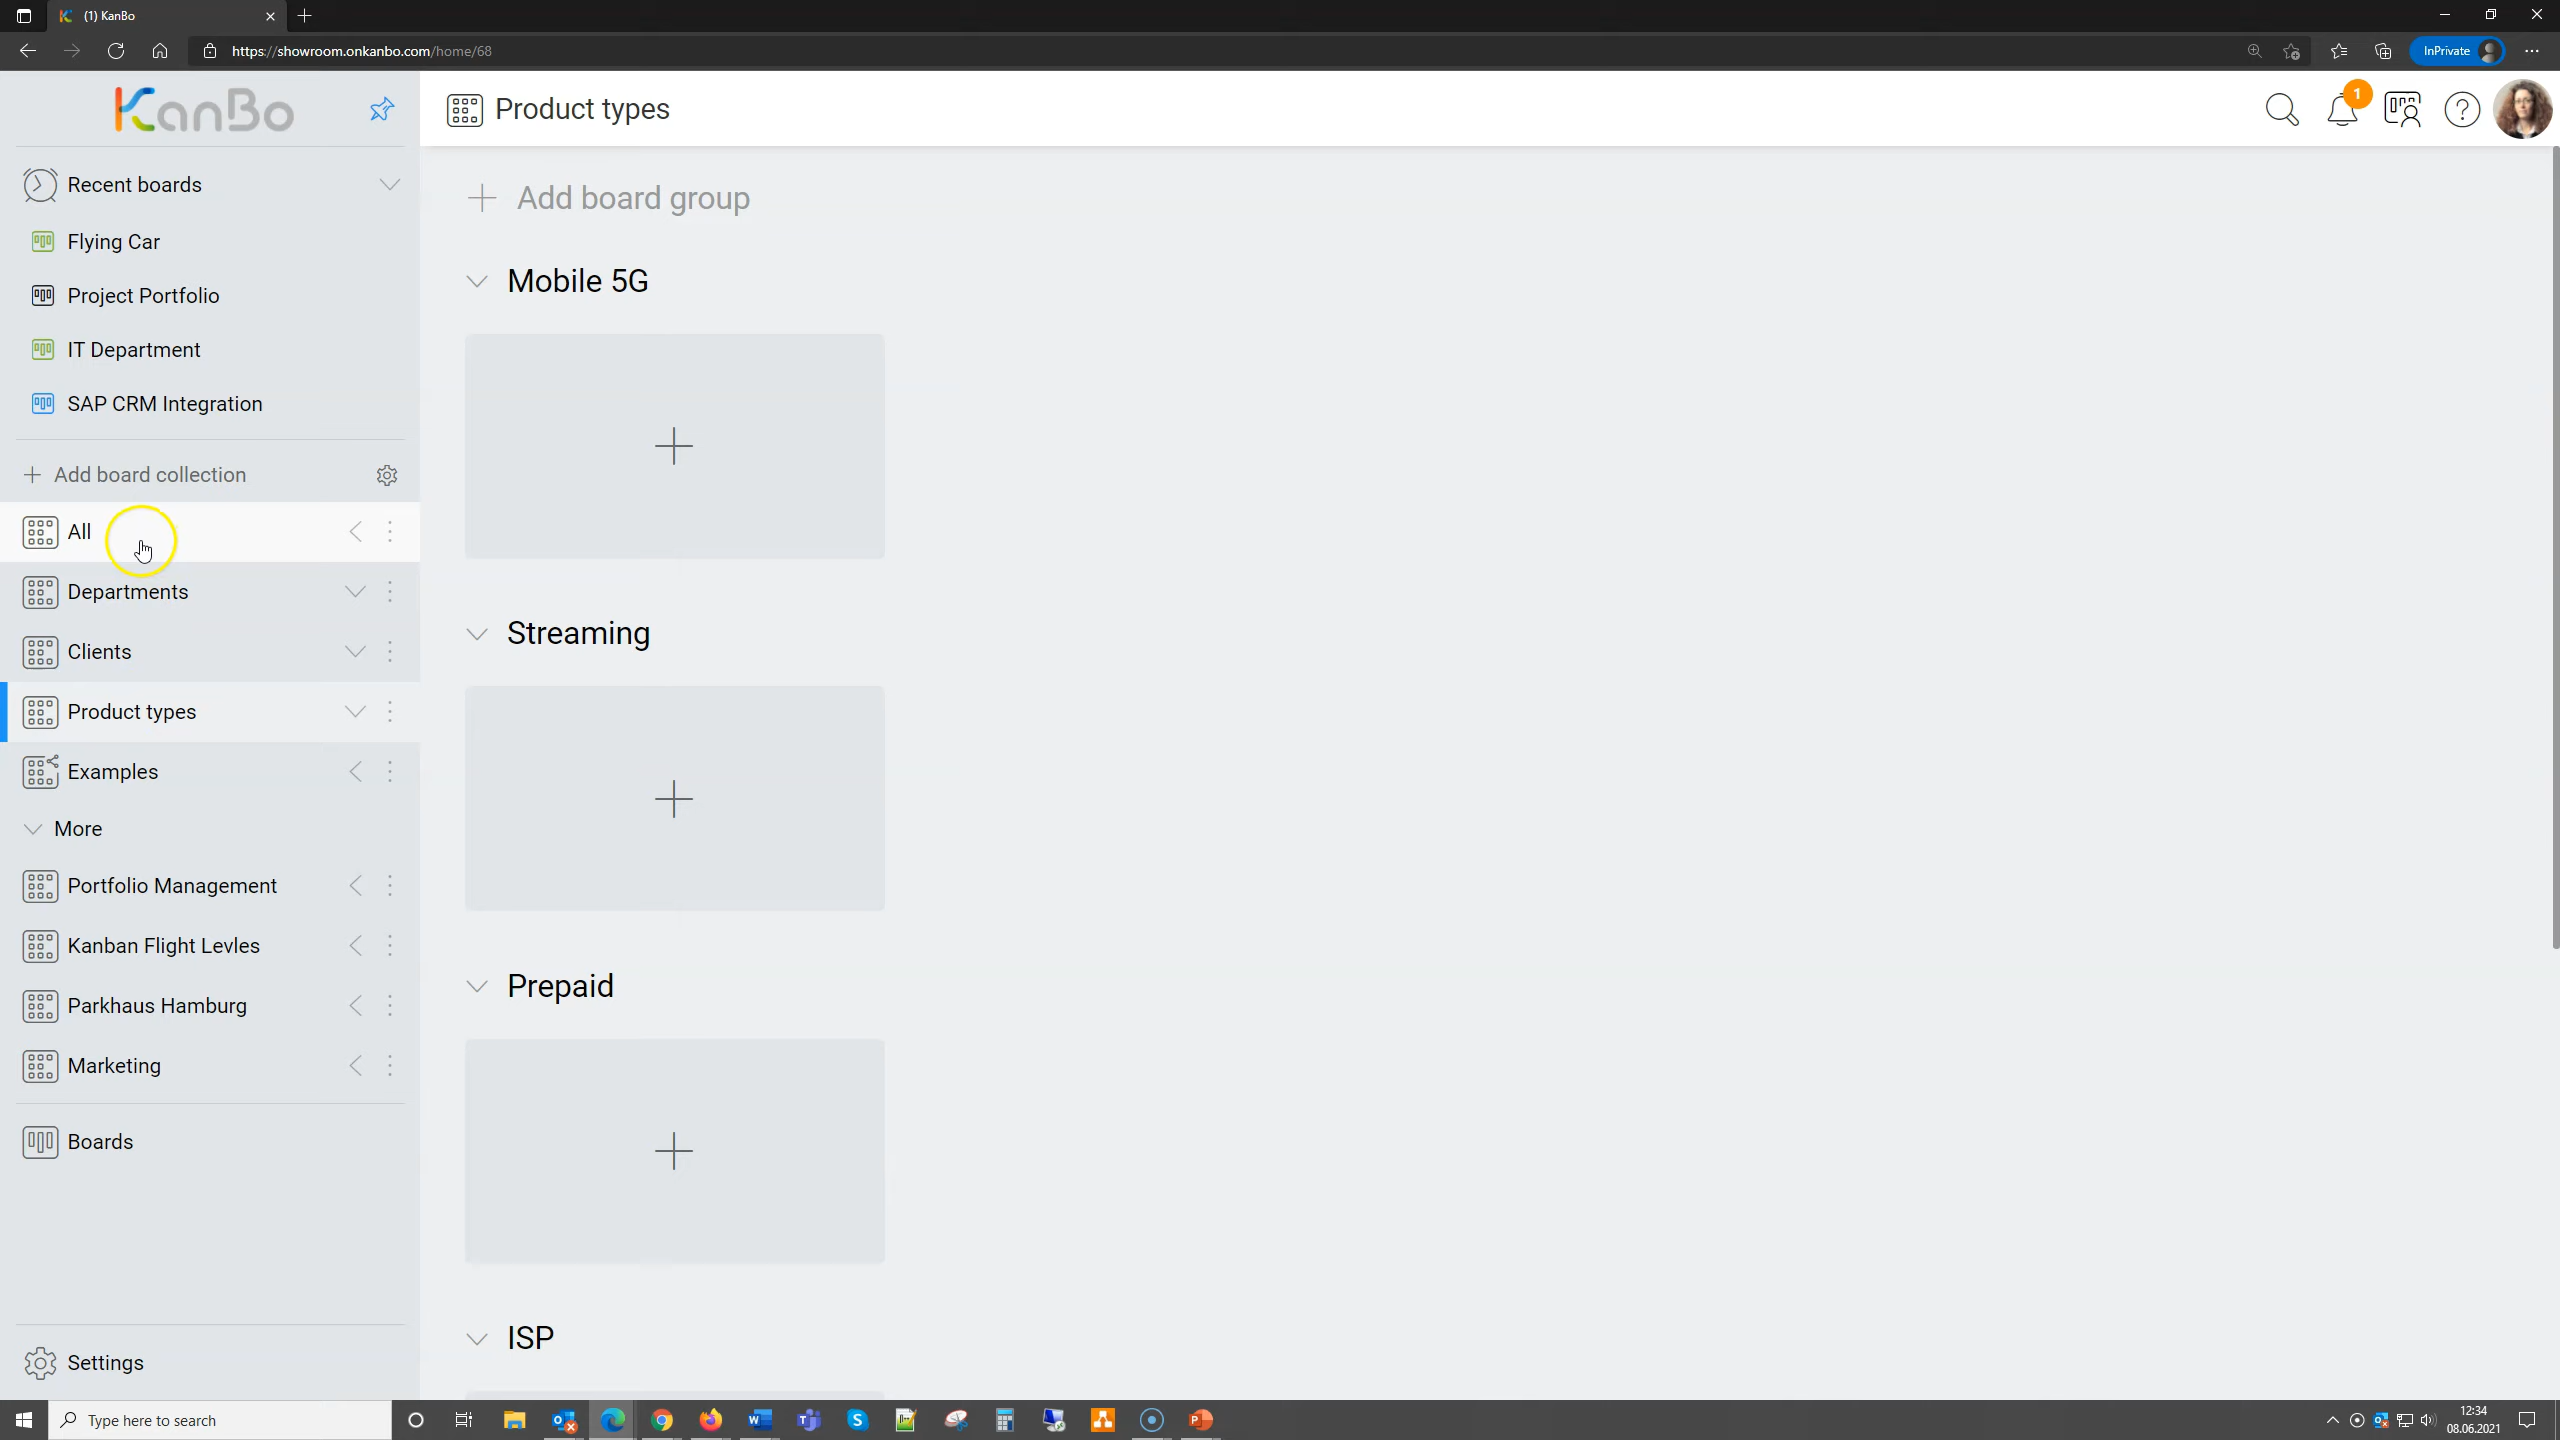 (1) KanBo
https://showroom.onkanbo.com/home/68
InPrivate
KanBo
Product types
1
Recent boards
Flying Car
Project Portfolio
IT Department
SAP CRM Integration
Add board collection
All
Departments
Clients
Product types
Examples
More
Portfolio Management
Kanban Flight Levles
Parkhaus Hamburg
Marketing
Boards
Settings
Add board group
Mobile 5G
Streaming
Prepaid
ISP
Type here to search
12:34
08.06.2021